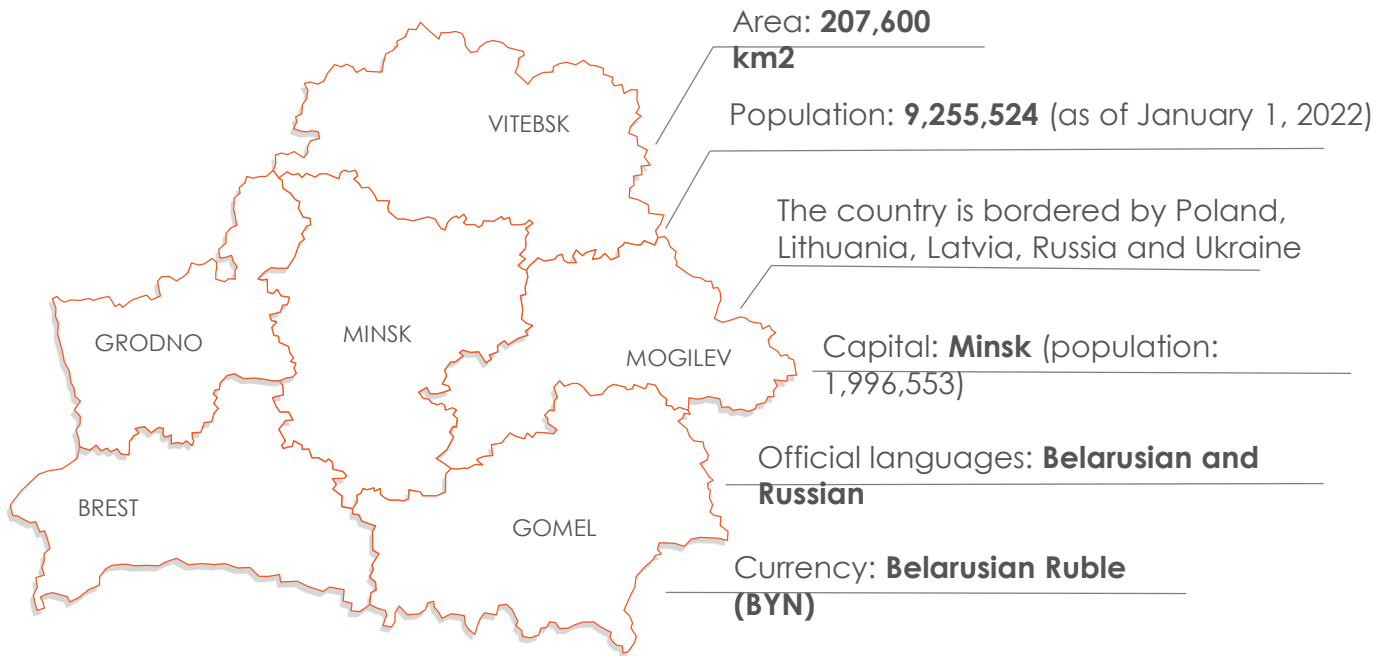 Area: 207,600
km2
VITEBSK
Population: 9,255,524 (as of January 1, 2022)
The country is bordered by Poland,
Lithuania, Latvia, Russia and Ukraine
GRODNO
MINSK
MOGILEV
Capital: Minsk (population:
1,996,553)
Official languages: Belarusian and
Russian
BREST
GOMEL
Currency: Belarusian Ruble
(BYN)